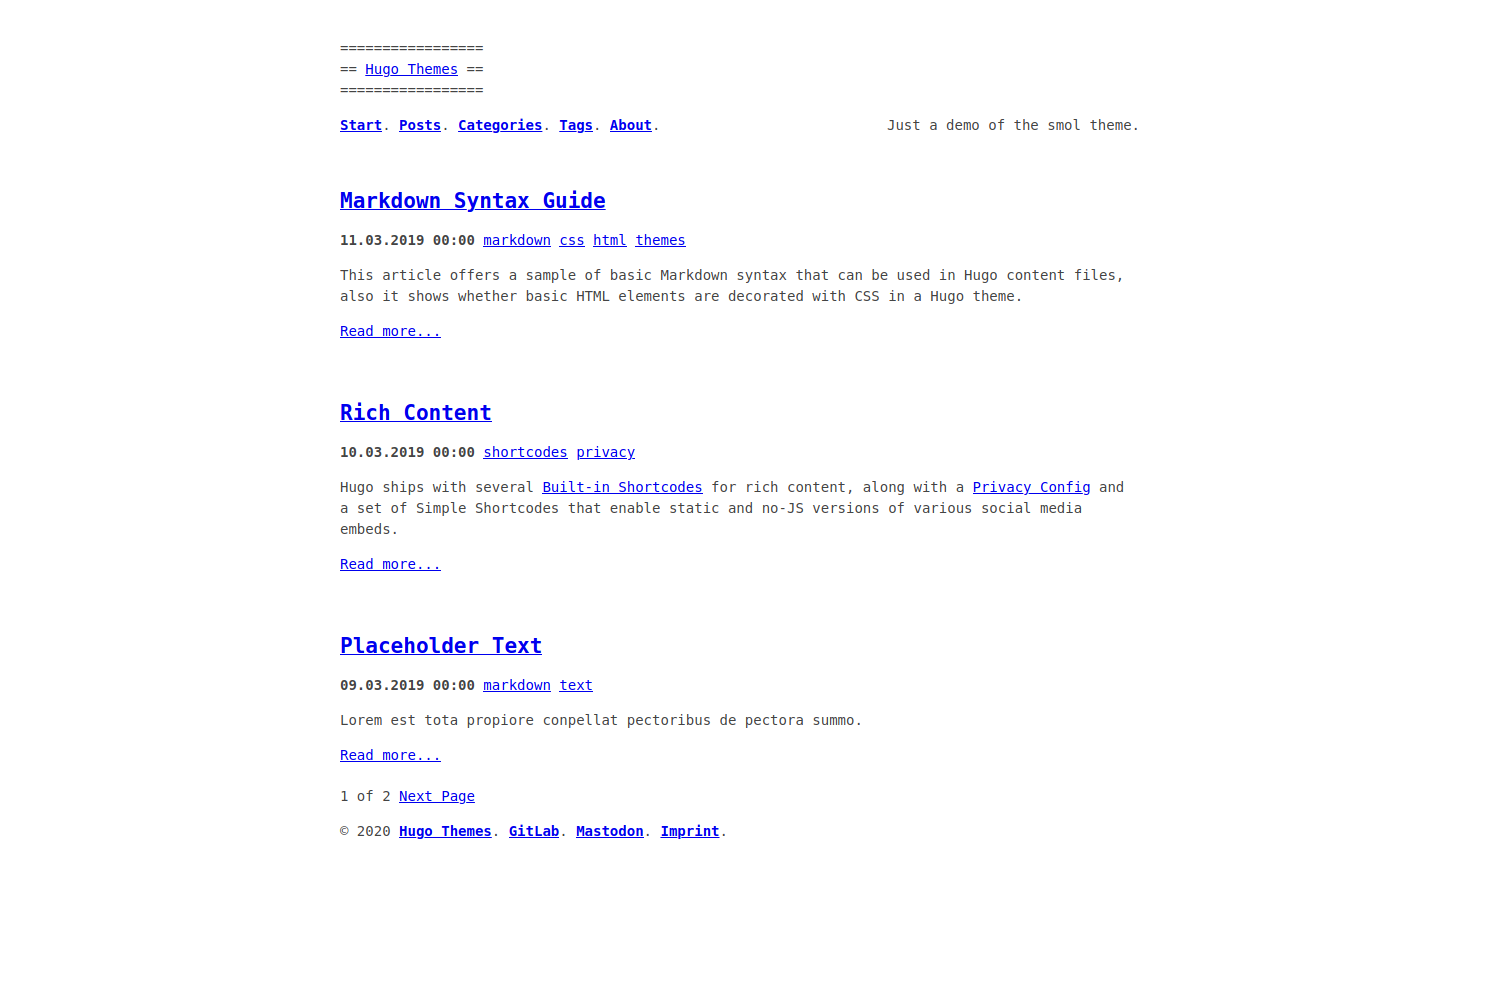 =================
== Hugo Themes ==
=================
Start. Posts. Categories. Tags. About.
Just a demo of the smol theme.
Markdown Syntax Guide
11.03.2019 00:00 markdown css html themes
This article offers a sample of basic Markdown syntax that can be used in Hugo content files,
also it shows whether basic HTML elements are decorated with CSS in a Hugo theme.
Read more...
Rich Content
10.03.2019 00:00 shortcodes privacy
Hugo ships with several Built-in Shortcodes for rich content, along with a Privacy Config and
a set of Simple Shortcodes that enable static and no-JS versions of various social media
embeds.
Read more...
Placeholder Text
09.03.2019 00:00 markdown text
Lorem est tota propiore conpellat pectoribus de pectora summo.
Read more...
1 of 2 Next Page
© 2020 Hugo Themes. GitLab. Mastodon. Imprint.